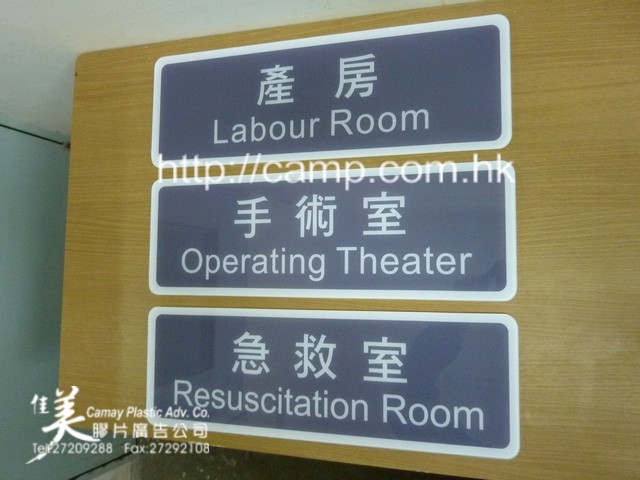 產 房
Labour Room
http://camp.com.hk
手 術 室
Operating Theater
急 救 室
Resuscitation Room
佳美
Camay Plastic Adv. Co.
膠片廣告公司
Tel:27209288 Fax:27292108